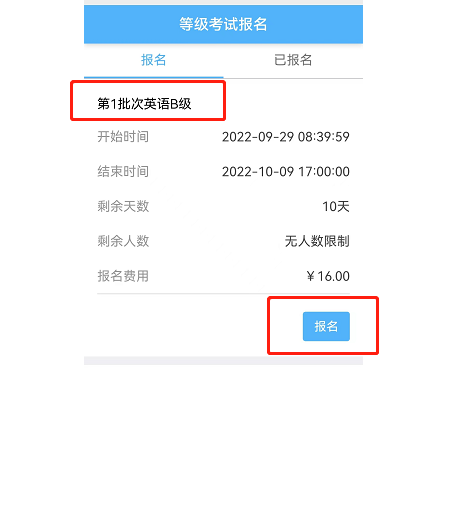 等级考试报名
报名 已报名
第1批次英语B级
开始时间 2022-09-29 08:39:59
结束时间 2022-10-09 17:00:00
剩余天数 10天
剩余人数 无人数限制
报名费用 ￥16.00
报名